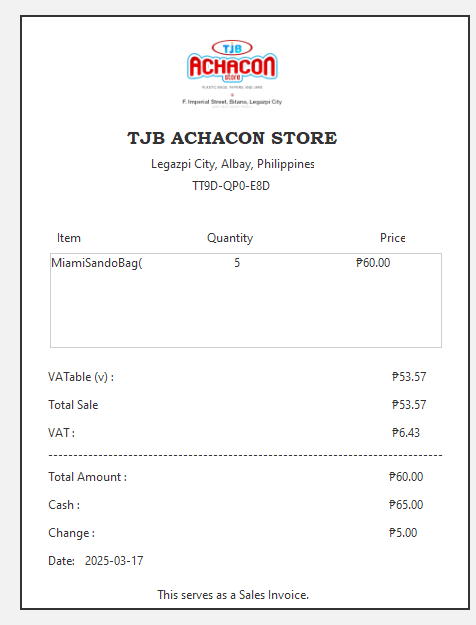 TJB
ACHACON
store
PLASTIC BAGS, PAPERS, AND UMIE
F. Imperial Street, Bitano, Legazpi City
TJB ACHACON STORE
Legazpi City, Albay, Philippines
TT9D-QP0-E8D
Item Quantity Price
MiamiSandoBag( 5 ₱60.00
VATable (v) : ₱53.57
Total Sale ₱53.57
VAT : ₱6.43
Total Amount : ₱60.00
Cash : ₱65.00
Change : ₱5.00
Date: 2025-03-17
This serves as a Sales Invoice.